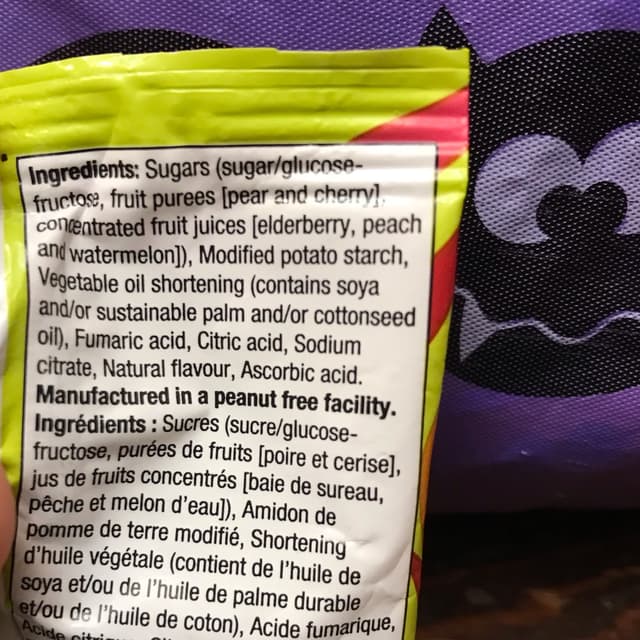 Ingredients: Sugars (sugar/glucose-
fructose, fruit purees [pear and cherry],
concentrated fruit juices [elderberry, peach
and watermelon]), Modified potato starch,
Vegetable oil shortening (contains soya
and/or sustainable palm and/or cottonseed
oil), Fumaric acid, Citric acid, Sodium
citrate, Natural flavour, Ascorbic acid.
Manufactured in a peanut free facility.
Ingrédients : Sucres (sucre/glucose-
fructose, purées de fruits [poire et cerise],
jus de fruits concentrés [baie de sureau,
pêche et melon d'eau]), Amidon de
pomme de terre modifié, Shortening
d'huile végétale (contient de l'huile de
soya et/ou de l'huile de palme durable
et/ou de l'huile de coton), Acide fumarique,
Acide